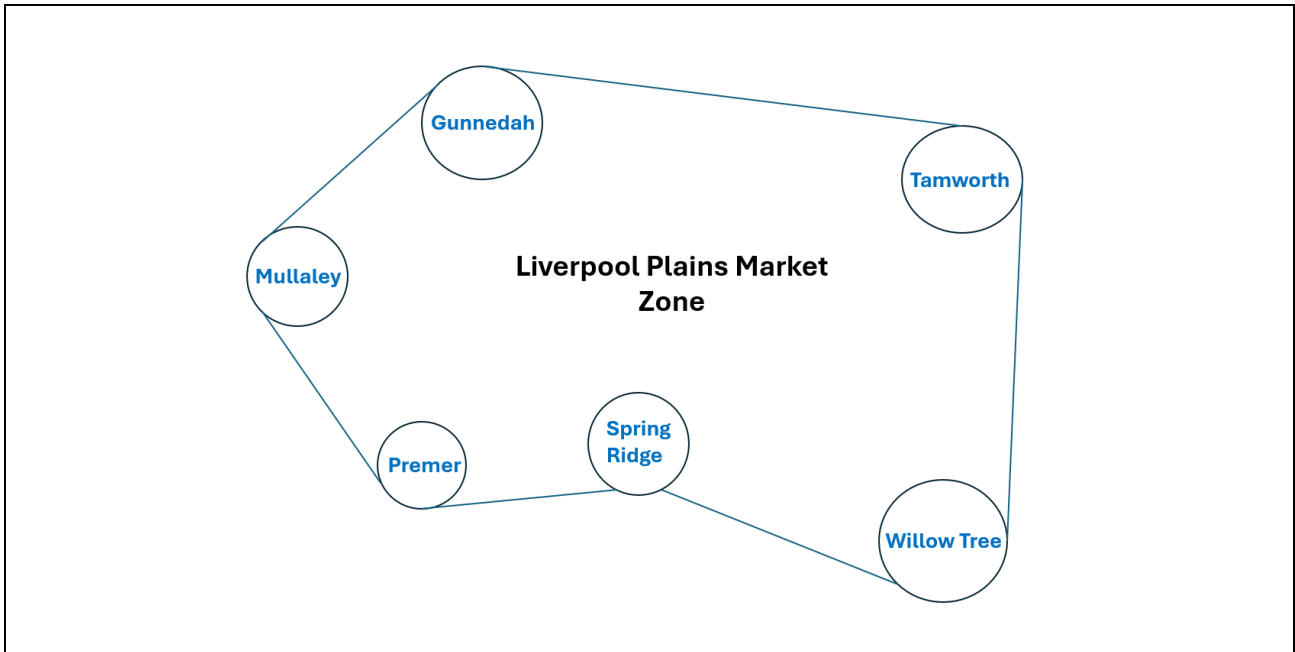 Gunnedah
Tamworth
Liverpool Plains Market
Zone
Mullaley
Spring
Ridge
Premer
Willow Tree